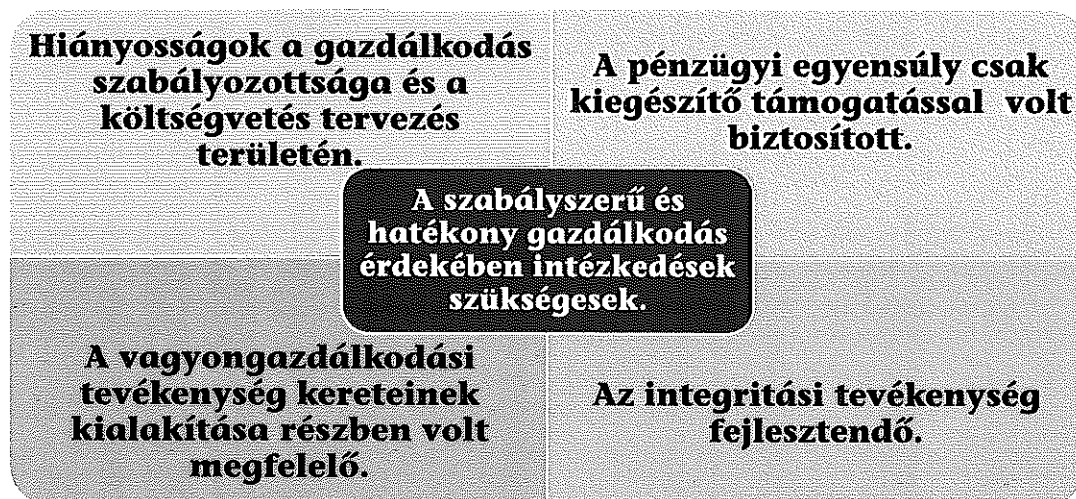 Hiányosságok a gazdálkodás
szabályozottsága és a
költségvetés tervezés
területén.
A pénzügyi egyensúly csak
kiegészítő támogatással volt
biztosított.
A szabályszerű és
hatékony gazdálkodás
érdekében intézkedések
szükségesek.
A vagyongazdálkodási
tevékenység kereteinek
kialakítása részben volt
megfelelő.
Az integritási tevékenység
fejlesztendő.